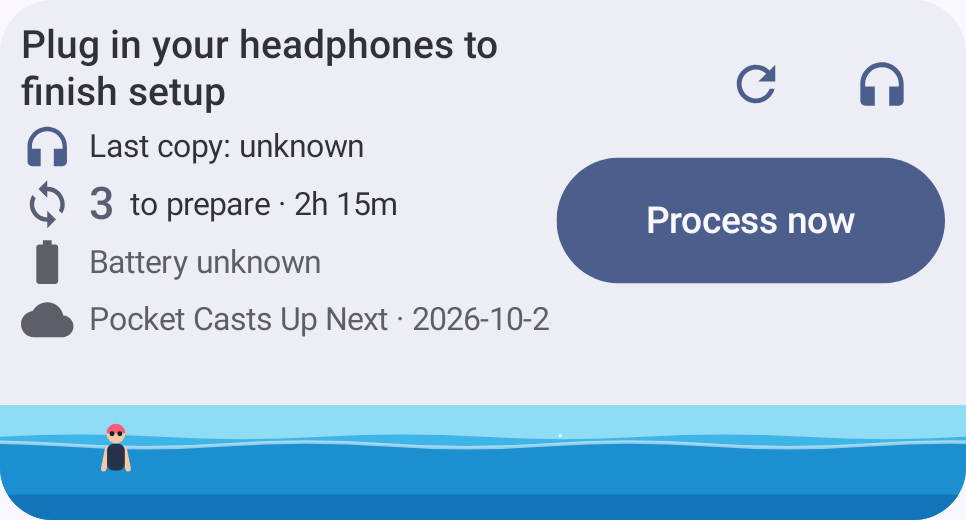 Plug in your headphones to
finish setup
Last copy: unknown
3 to prepare · 2h 15m
Process now
Battery unknown
Pocket Casts Up Next · 2026-10-2